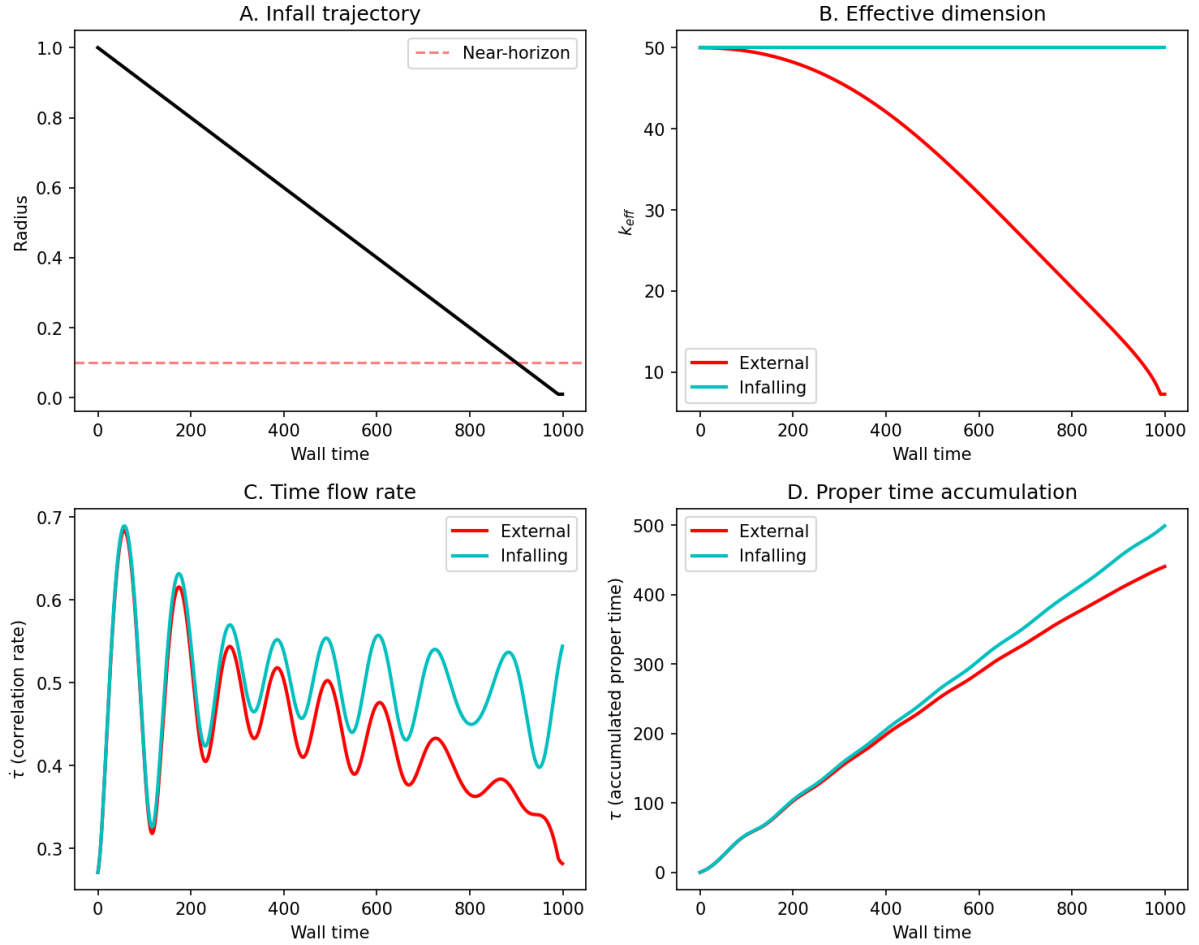 A. Infall trajectory
Radius
1.0
0.8
0.6
0.4
0.2
0.0
Near-horizon
0 200 400 600 800 1000
Wall time
B. Effective dimension
k_eff
50
40
30
20
10
External
Infalling
0 200 400 600 800 1000
Wall time
C. Time flow rate
τ̇ (correlation rate)
0.7
0.6
0.5
0.4
0.3
External
Infalling
0 200 400 600 800 1000
Wall time
D. Proper time accumulation
τ (accumulated proper time)
500
400
300
200
100
0
External
Infalling
0 200 400 600 800 1000
Wall time